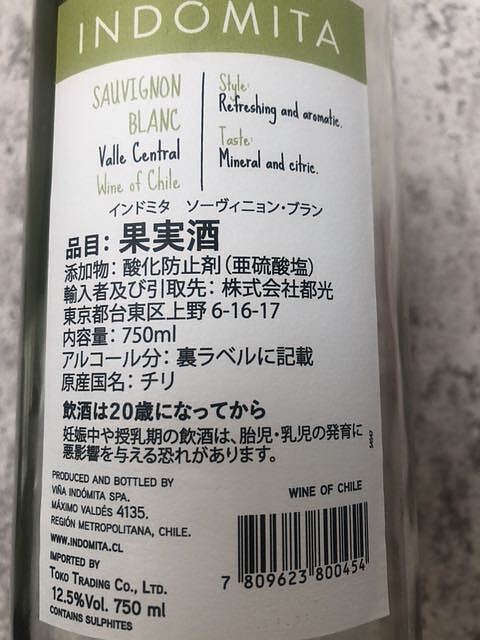 INDÓMITA
SAUVIGNON
BLANC
Valle Central
Wine of Chile
Style:
Refreshing and aromatic.
Taste:
Mineral and citric.
インドミタ ソーヴィニョン・ブラン
品目：果実酒
添加物：酸化防止剤（亜硫酸塩）
輸入者及び引取先：株式会社都光
東京都台東区上野 6-16-17
内容量：750ml
アルコール分：裏ラベルに記載
原産国名：チリ
飲酒は20歳になってから
妊娠中や授乳期の飲酒は、胎児・乳児の発育に
悪影響を与える恐れがあります。
PRODUCED AND BOTTLED BY
VIÑA INDÓMITA SPA.
MÁXIMO VALDÉS 4135.
REGIÓN METROPOLITANA, CHILE.
WWW.INDOMITA.CL
IMPORTED BY
TOKO TRADING CO., LTD.
12.5%Vol. 750 ml
CONTAINS SULPHITES
WINE OF CHILE
7 809623 800454